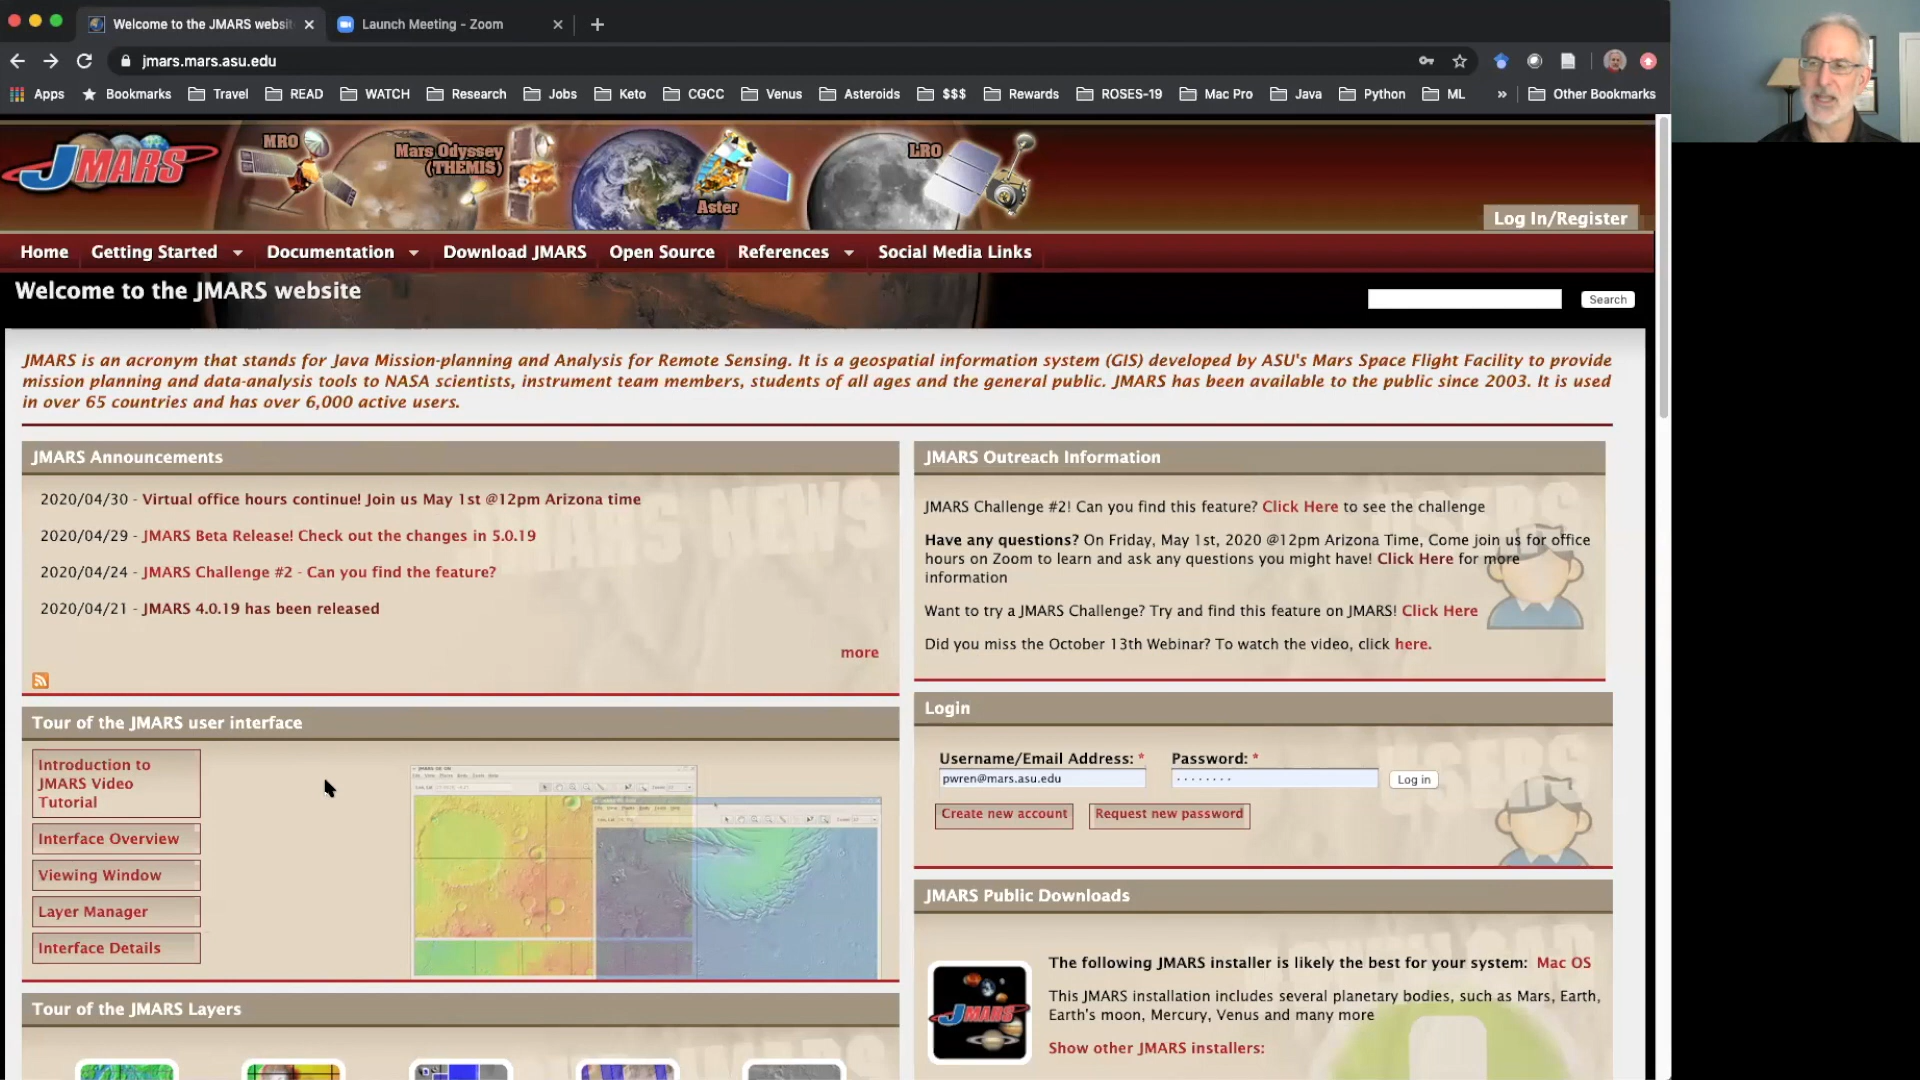 Welcome to the JMARS websit
Launch Meeting - Zoom
jmars.mars.asu.edu
Apps
Bookmarks
Travel
READ
WATCH
Research
Jobs
Keto
CGCC
Venus
Asteroids
$$$
Rewards
ROSES-19
Mac Pro
Java
Python
ML
»
Other Bookmarks
JMARS
MRO
Mars Odyssey
(THEMIS)
Aster
LRO
Log In/Register
Home
Getting Started
Documentation
Download JMARS
Open Source
References
Social Media Links
Welcome to the JMARS website
Search
JMARS is an acronym that stands for Java Mission-planning and Analysis for Remote Sensing. It is a geospatial information system (GIS) developed by ASU's Mars Space Flight Facility to provide
mission planning and data-analysis tools to NASA scientists, instrument team members, students of all ages and the general public. JMARS has been available to the public since 2003. It is used
in over 65 countries and has over 6,000 active users.
JMARS Announcements
JMARS NEWS
2020/04/30 - Virtual office hours continue! Join us May 1st @12pm Arizona time
2020/04/29 - JMARS Beta Release! Check out the changes in 5.0.19
2020/04/24 - JMARS Challenge #2 - Can you find the feature?
2020/04/21 - JMARS 4.0.19 has been released
more
JMARS Outreach Information
USERS
JMARS Challenge #2! Can you find this feature? Click Here to see the challenge
Have any questions? On Friday, May 1st, 2020 @12pm Arizona Time, Come join us for office
hours on Zoom to learn and ask any questions you might have! Click Here for more
information
Want to try a JMARS Challenge? Try and find this feature on JMARS! Click Here
Did you miss the October 13th Webinar? To watch the video, click here.
Tour of the JMARS user interface
Introduction to
JMARS Video
Tutorial
Interface Overview
Viewing Window
Layer Manager
Interface Details
Login
USERS
Username/Email Address: *
Password: *
pwren@mars.asu.edu
Log in
Create new account
Request new password
JMARS Public Downloads
JMARS
The following JMARS installer is likely the best for your system: Mac OS
This JMARS installation includes several planetary bodies, such as Mars, Earth,
Earth's moon, Mercury, Venus and many more
Show other JMARS installers:
Tour of the JMARS Layers